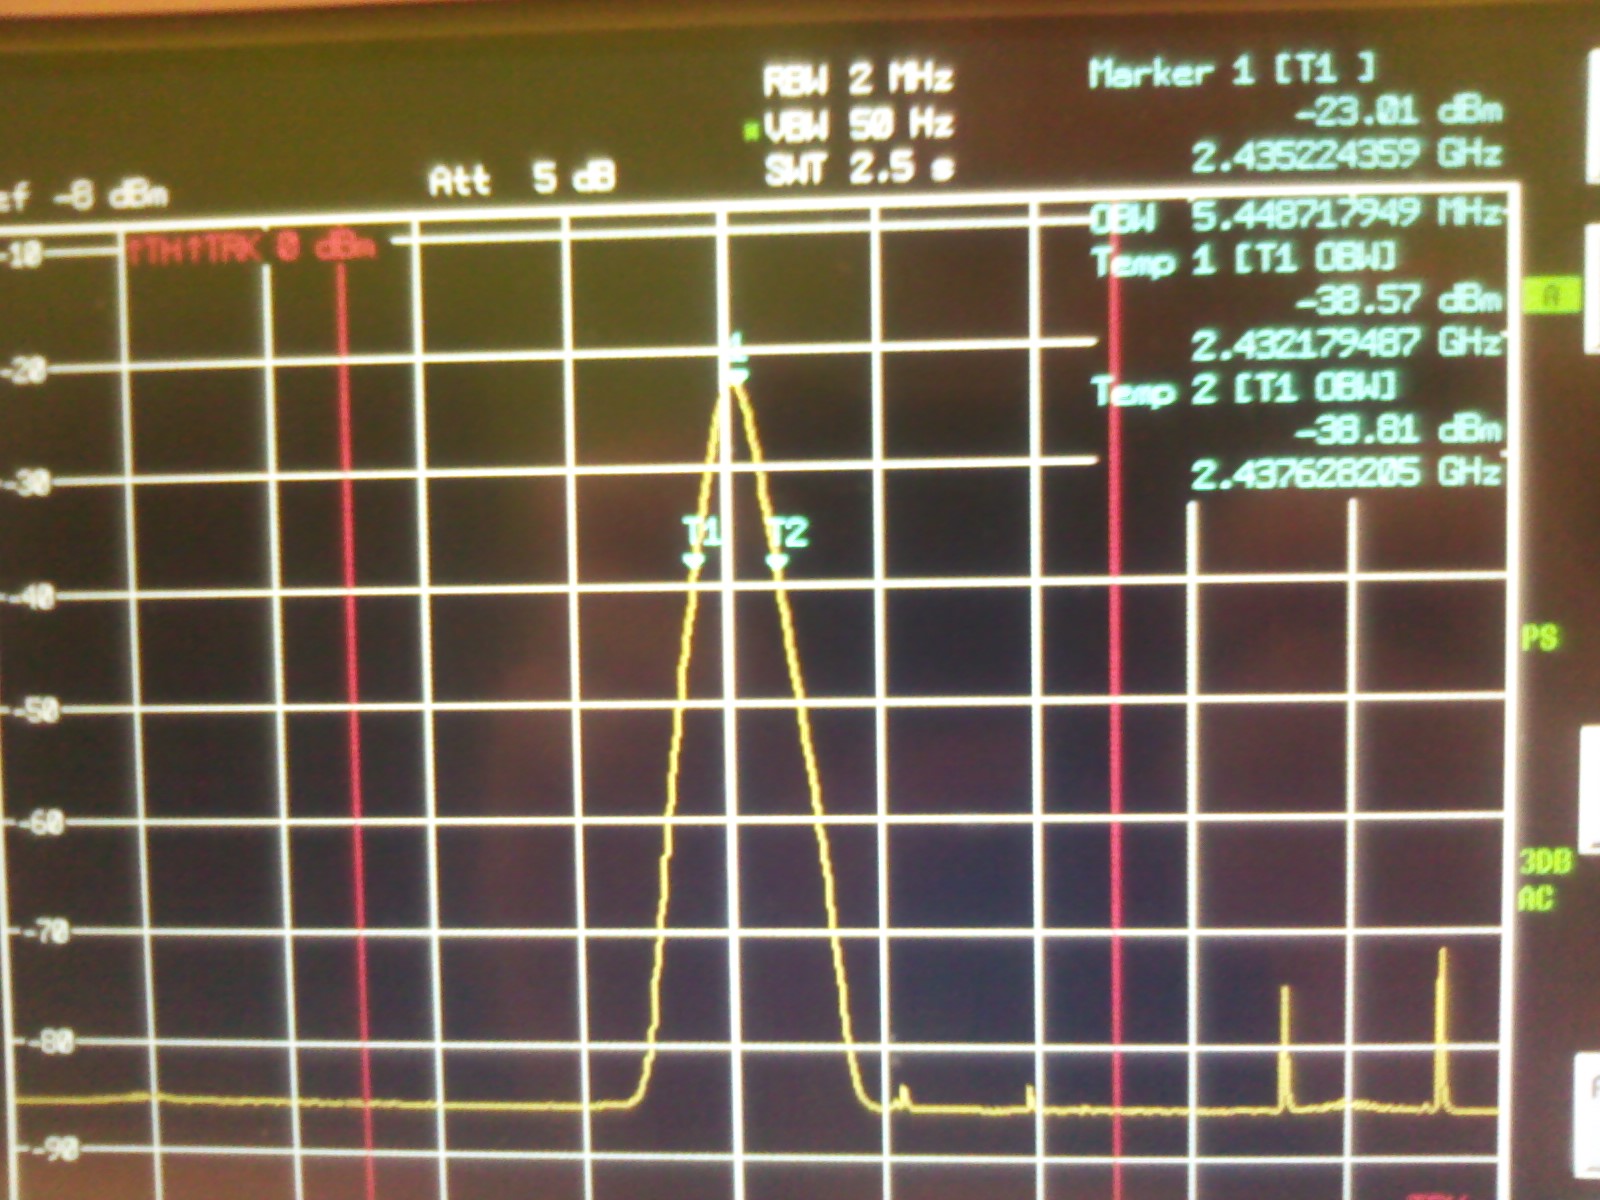 RBW 2 MHz
Marker 1 [T1 ]
VBW 50 Hz
-23.01 dBm
ef -8 dBm
Att 5 dB
SWT 2.5 s
2.435224359 GHz
OBW 5.448717949 MHz
-10
Temp 1 [T1 OBW]
-38.57 dBm
A
1
2.432179487 GHz
-20
Temp 2 [T1 OBW]
-38.81 dBm
-30
2.437628205 GHz
T1
T2
-40
PS
-50
-60
3DB
AC
-70
-80
-90